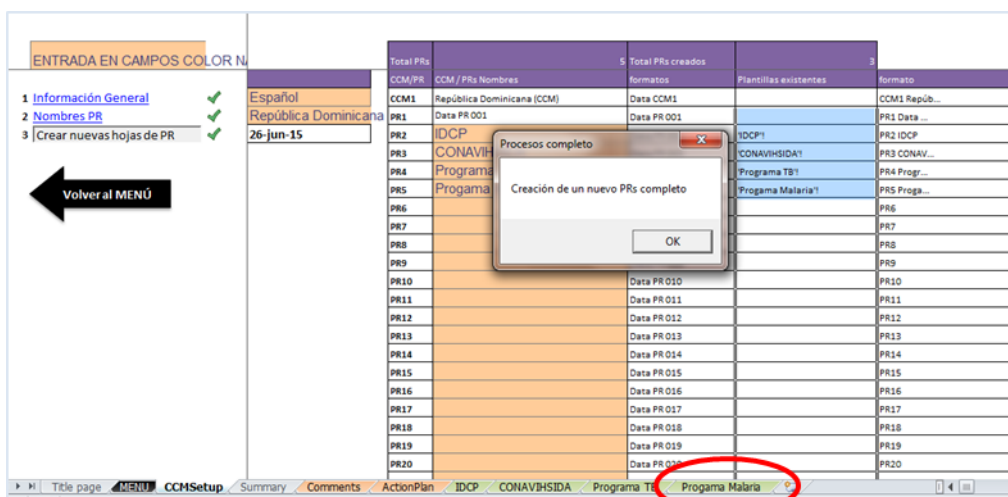 ENTRADA EN CAMPOS COLOR N
Total PRs 5 Total PRs creados 3
CCM/PR CCM / PRs Nombres formatos Plantillas existentes formato
1 Información General Español CCM1 República Dominicana (CCM) Data CCM1 CCM1 Repúb...
2 Nombres PR República Dominicana PR1 Data PR 001 Data PR 001 PR1 Data ...
3 Crear nuevas hojas de PR 26-jun-15 PR2 IDCP 'IDCP'! PR2 IDCP
PR3 CONAVIH 'CONAVIHSIDA'! PR3 CONAV...
PR4 Programa 'Programa TB'! PR4 Progr...
Volver al MENÚ PR5 Progama 'Progama Malaria'! PR5 Proga...
Procesos completo
Creación de un nuevo PRs completo
OK
PR6 PR6
PR7 PR7
PR8 PR8
PR9 PR9
PR10 Data PR 010 PR10
PR11 Data PR 011 PR11
PR12 Data PR 012 PR12
PR13 Data PR 013 PR13
PR14 Data PR 014 PR14
PR15 Data PR 015 PR15
PR16 Data PR 016 PR16
PR17 Data PR 017 PR17
PR18 Data PR 018 PR18
PR19 Data PR 019 PR19
PR20 Data PR 020 PR20
Title page MENU CCMSetup Summary Comments ActionPlan IDCP CONAVIHSIDA Programa TB Progama Malaria